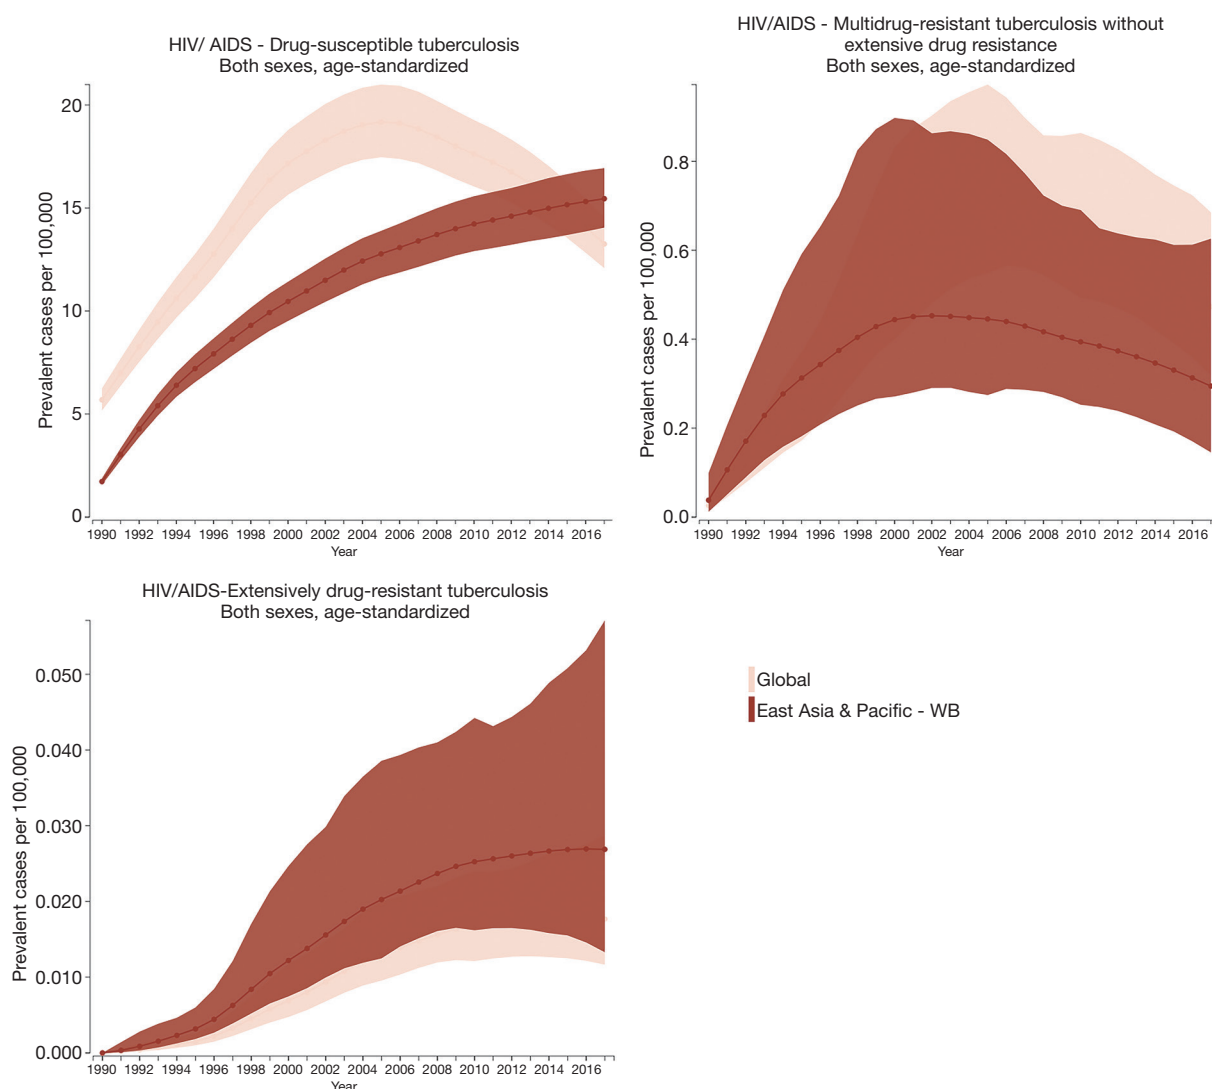 HIV/ AIDS - Drug-susceptible tuberculosis
Both sexes, age-standardized
Prevalent cases per 100,000
20
15
10
5
0
1990 1992 1994 1996 1998 2000 2002 2004 2006 2008 2010 2012 2014 2016
Year
HIV/AIDS - Multidrug-resistant tuberculosis without
extensive drug resistance
Both sexes, age-standardized
Prevalent cases per 100,000
0.8
0.6
0.4
0.2
0.0
1990 1992 1994 1996 1998 2000 2002 2004 2006 2008 2010 2012 2014 2016
Year
HIV/AIDS-Extensively drug-resistant tuberculosis
Both sexes, age-standardized
Prevalent cases per 100,000
0.050
0.040
0.030
0.020
0.010
0.000
1990 1992 1994 1996 1998 2000 2002 2004 2006 2008 2010 2012 2014 2016
Year
Global
East Asia & Pacific - WB